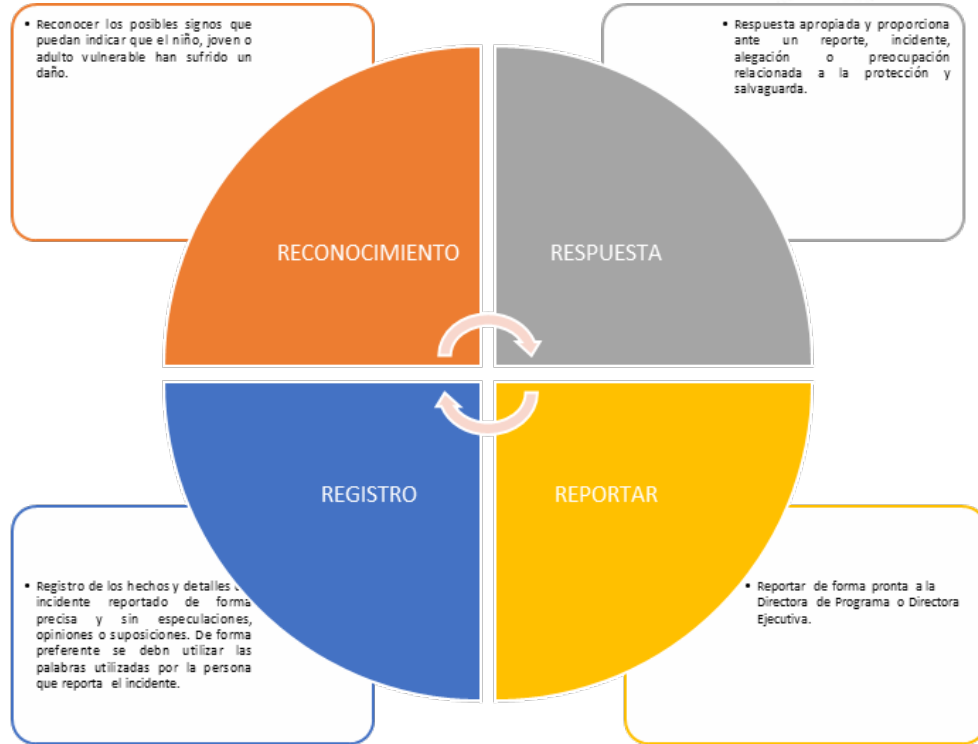 • Reconocer los posibles signos que
puedan indicar que el niño, joven o
adulto vulnerable han sufrido un
daño.
• Respuesta apropiada y proporciona
ante un reporte, incidente,
alegación o preocupación
relacionada a la protección y
salvaguarda.
RECONOCIMIENTO
RESPUESTA
REGISTRO
REPORTAR
• Registro de los hechos y detalles
incidente reportado de forma
precisa y sin especulaciones,
opiniones o suposiciones. De forma
preferente se debn utilizar las
palabras utilizadas por la persona
que reporta el incidente.
• Reportar de forma pronta a la
Directora de Programa o Directora
Ejecutiva.